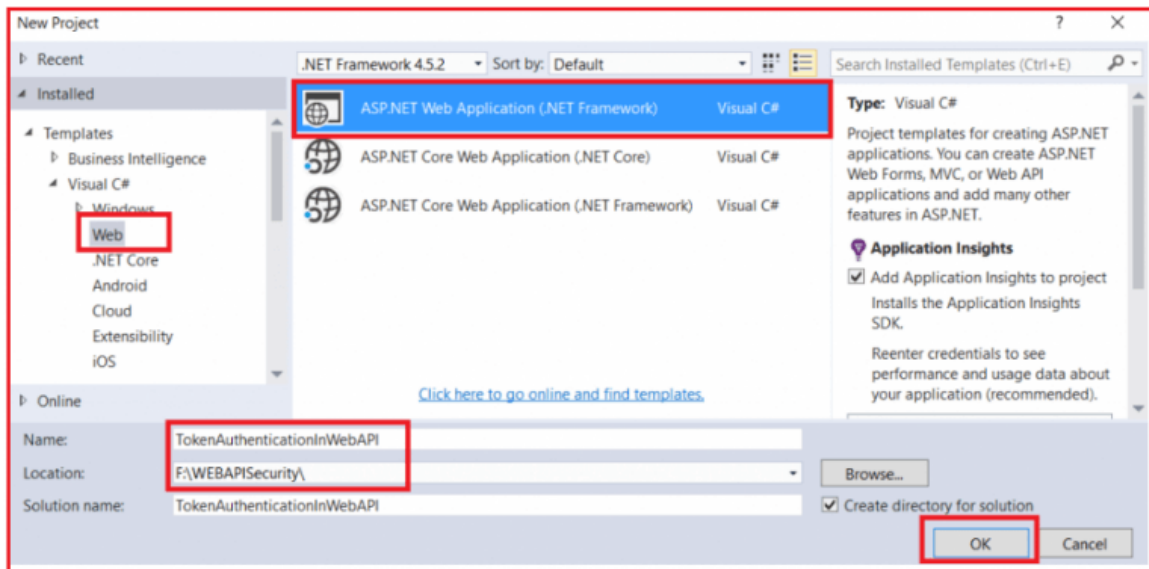 New Project
? ×
Recent
Installed
Templates
Business Intelligence
Visual C#
Windows
Web
.NET Core
Android
Cloud
Extensibility
iOS
Online
.NET Framework 4.5.2 Sort by: Default
ASP.NET Web Application (.NET Framework) Visual C#
ASP.NET Core Web Application (.NET Core) Visual C#
ASP.NET Core Web Application (.NET Framework) Visual C#
Click here to go online and find templates.
Search Installed Templates (Ctrl+E)
Type: Visual C#
Project templates for creating ASP.NET
applications. You can create ASP.NET
Web Forms, MVC, or Web API
applications and add many other
features in ASP.NET.
Application Insights
Add Application Insights to project
Installs the Application Insights
SDK.
Reenter credentials to see
performance and usage data about
your application (recommended).
Name: TokenAuthenticationInWebAPI
Location: F:\WEBAPISecurity\ Browse...
Solution name: TokenAuthenticationInWebAPI Create directory for solution
OK Cancel